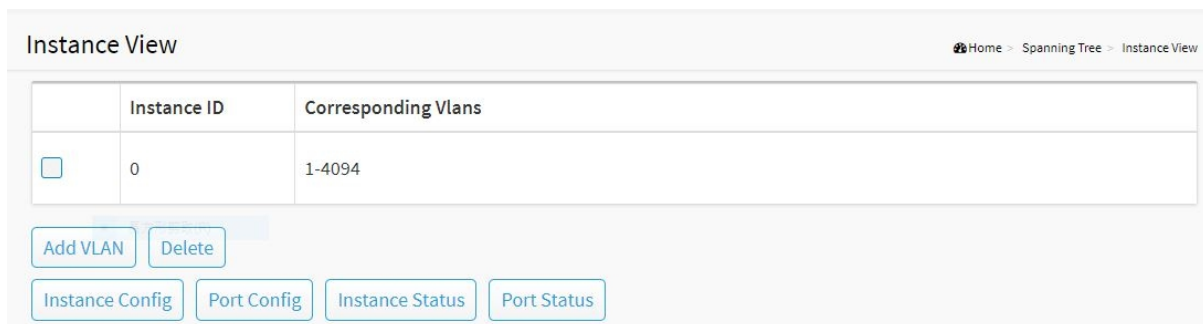 Instance View
Home > Spanning Tree > Instance View
Instance ID Corresponding Vlans
0 1-4094
Add VLAN Delete
Instance Config Port Config Instance Status Port Status